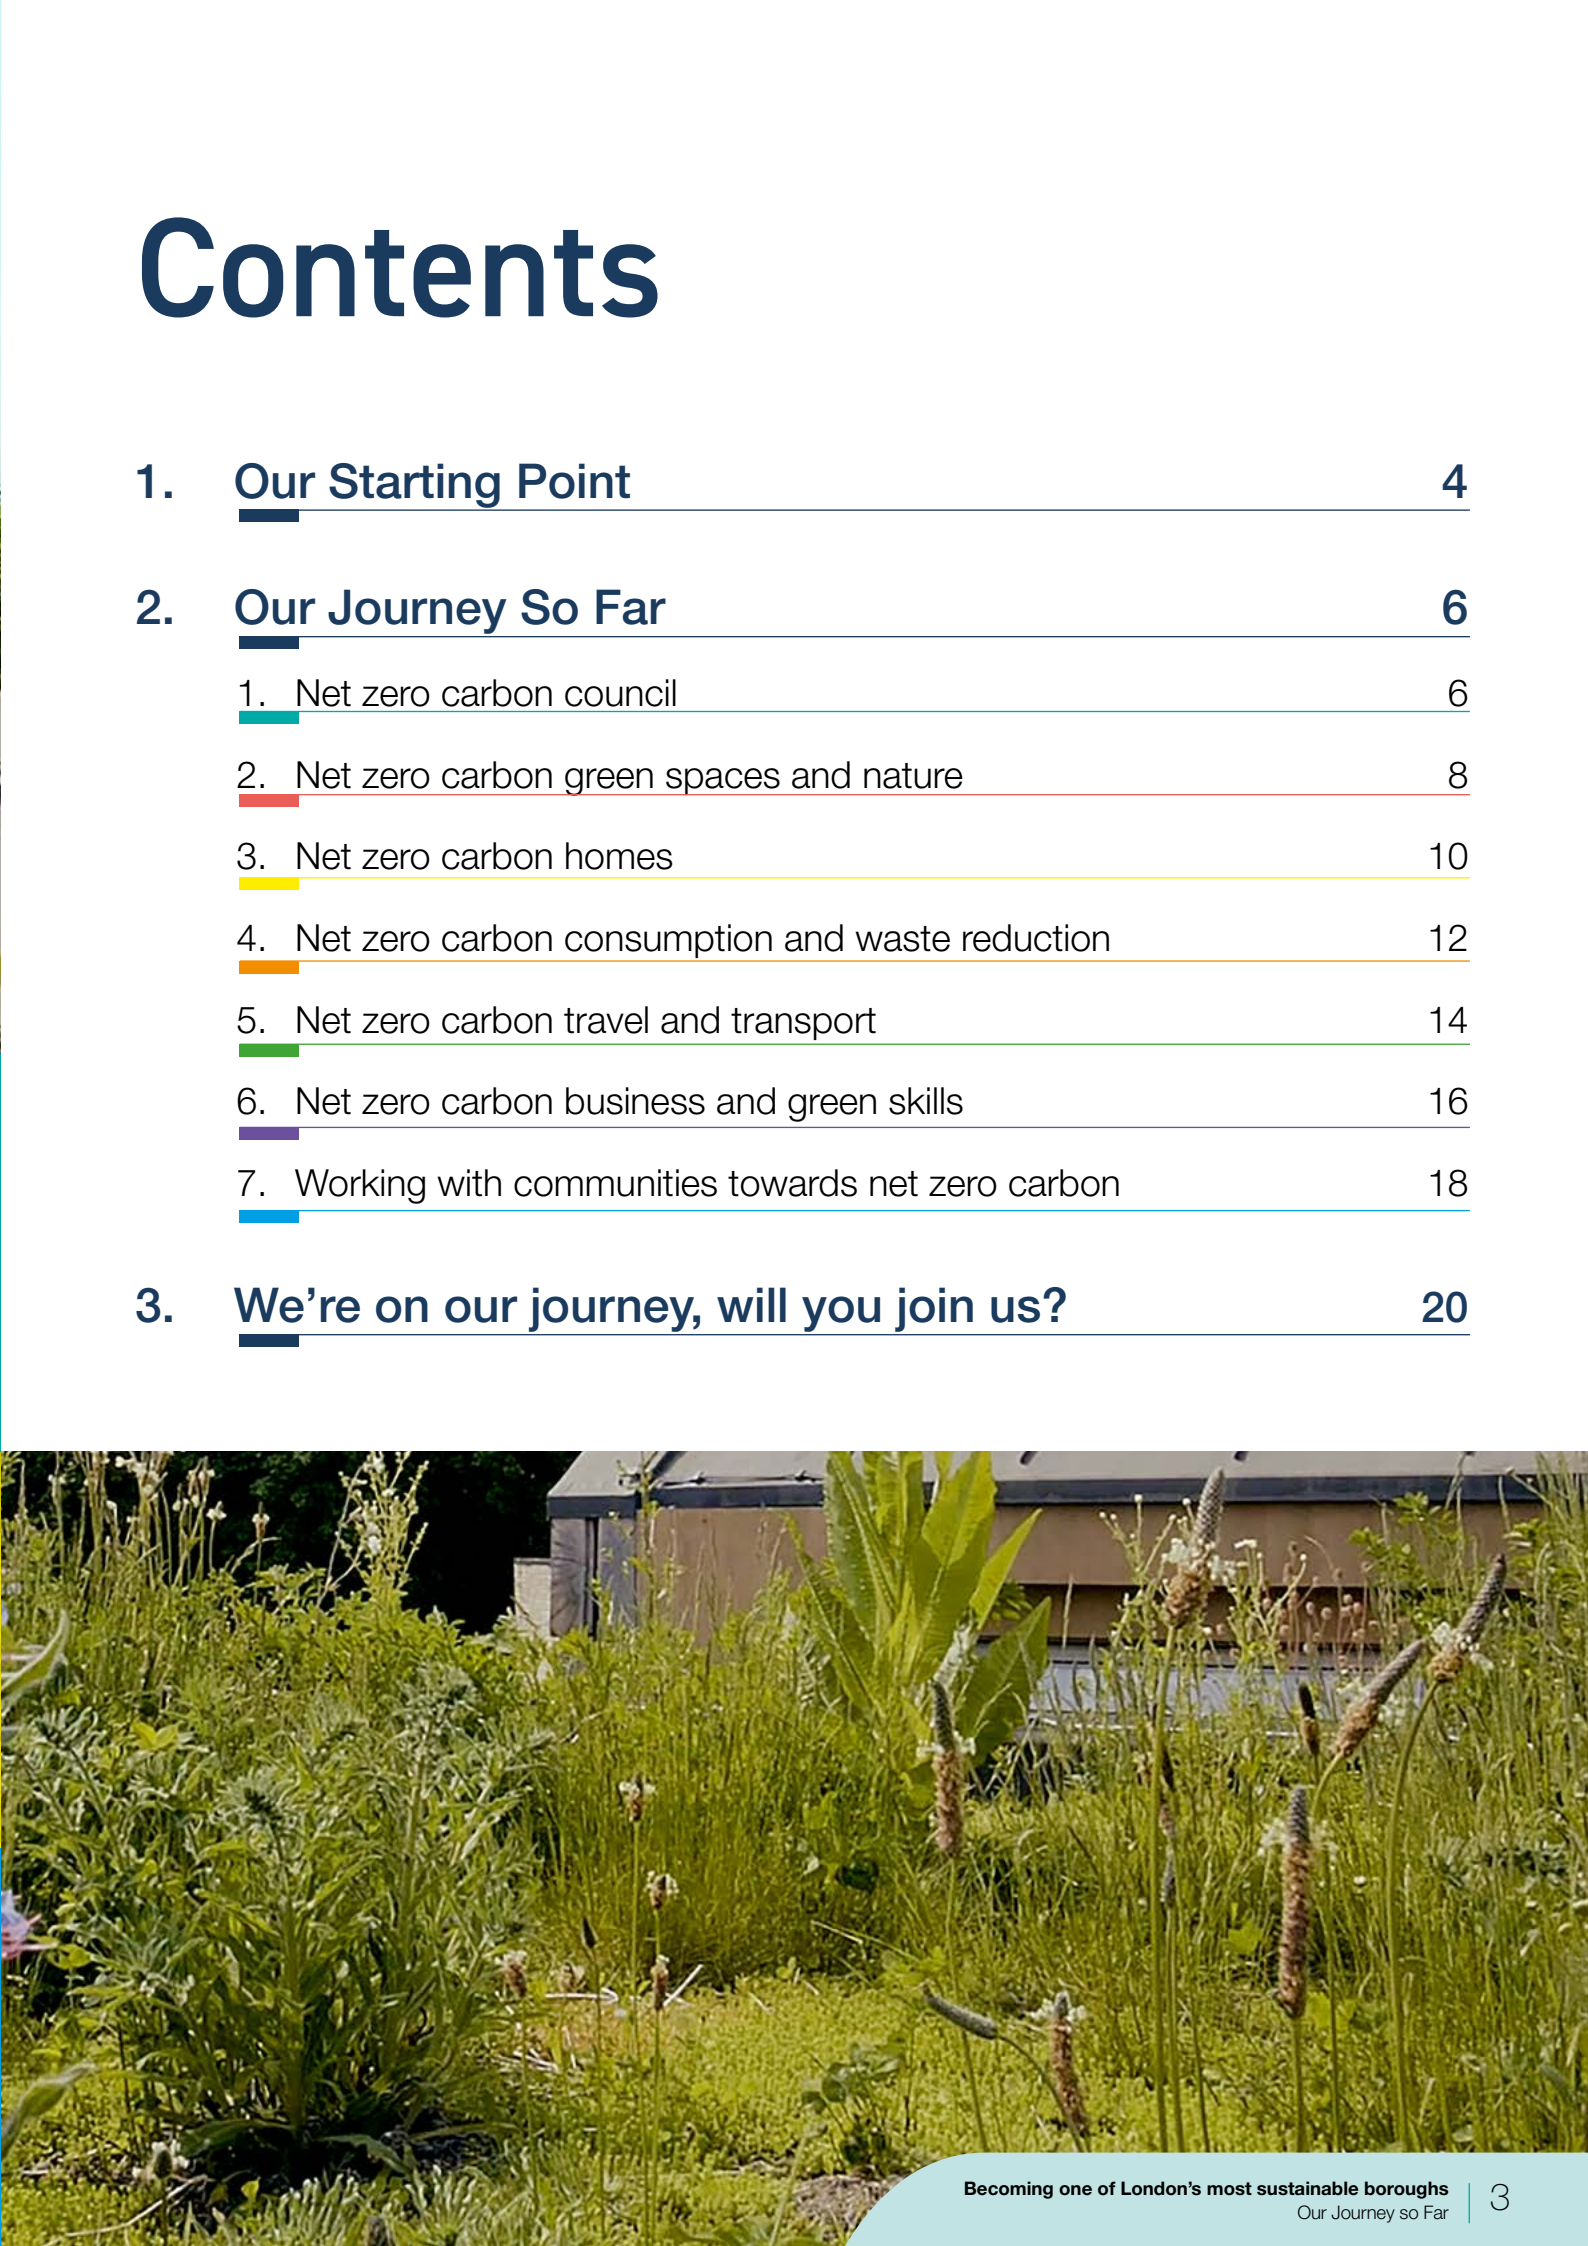 Contents
1. Our Starting Point 4
2. Our Journey So Far 6
1. Net zero carbon council 6
2. Net zero carbon green spaces and nature 8
3. Net zero carbon homes 10
4. Net zero carbon consumption and waste reduction 12
5. Net zero carbon travel and transport 14
6. Net zero carbon business and green skills 16
7. Working with communities towards net zero carbon 18
3. We’re on our journey, will you join us? 20
Becoming one of London’s most sustainable boroughs
Our Journey so Far
3